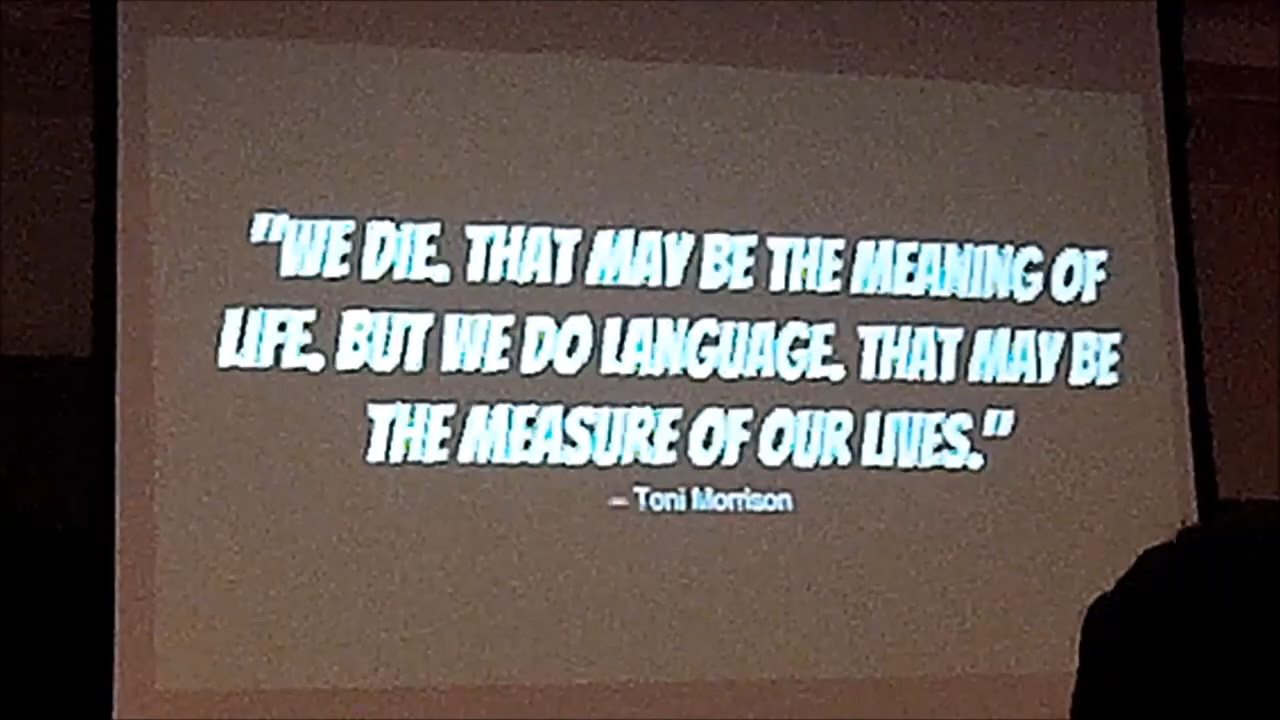 "WE DIE. THAT MAY BE THE MEANING OF
LIFE. BUT WE DO LANGUAGE. THAT MAY BE
THE MEASURE OF OUR LIVES."
– Toni Morrison